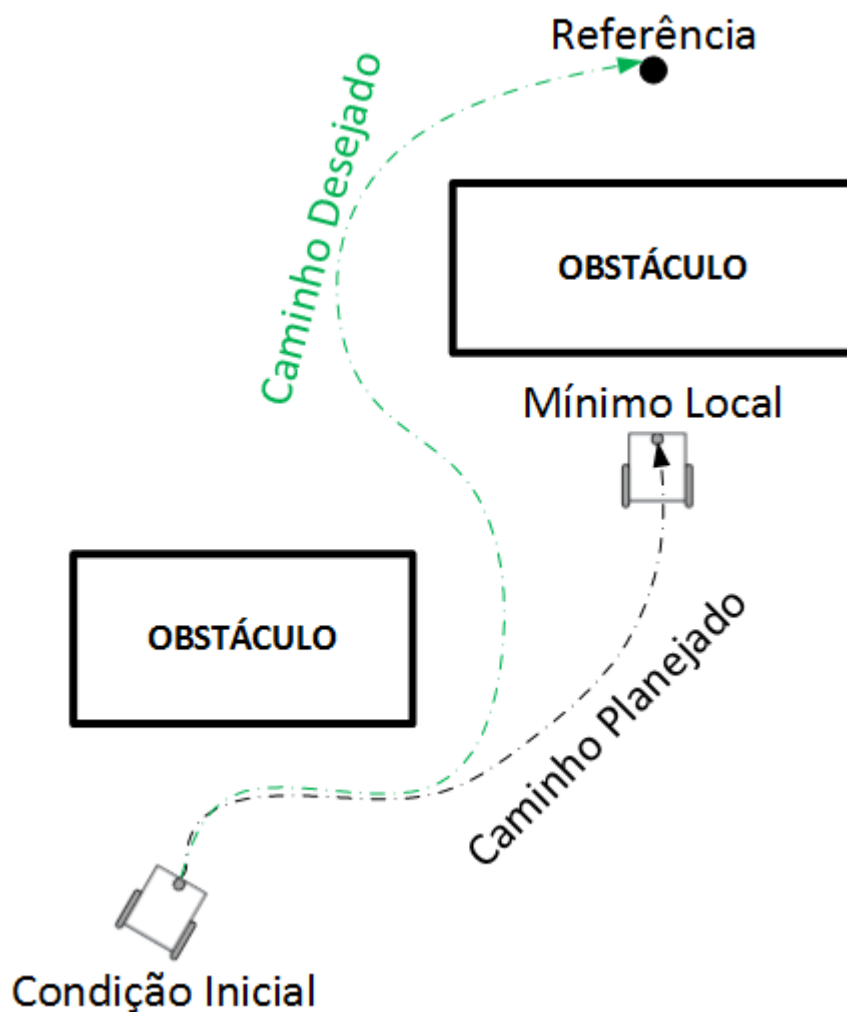 Referência
Caminho Desejado
OBSTÁCULO
Mínimo Local
OBSTÁCULO
Caminho Planejado
Condição Inicial